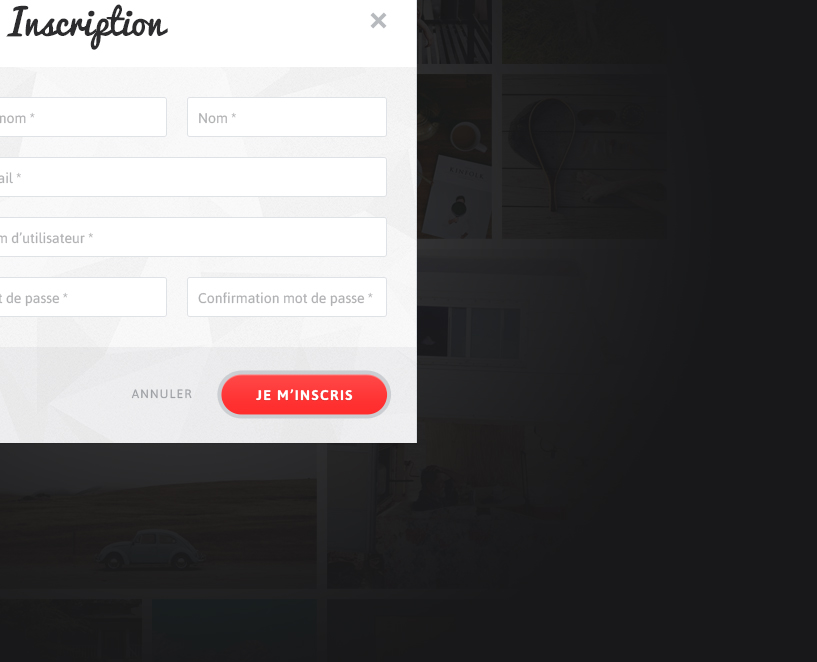 Inscription
nom *
Nom *
ail *
m d'utilisateur *
t de passe *
Confirmation mot de passe *
ANNULER
JE M'INSCRIS